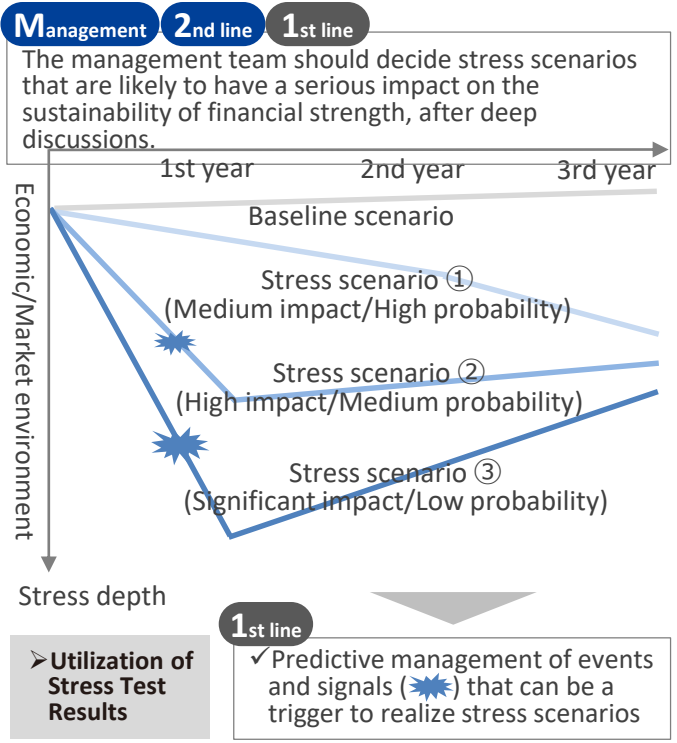 Management 2nd line 1st line
The management team should decide stress scenarios
that are likely to have a serious impact on the
sustainability of financial strength, after deep
discussions.
1st year 2nd year 3rd year
Economic/Market environment
Baseline scenario
Stress scenario ①
(Medium impact/High probability)
Stress scenario ②
(High impact/Medium probability)
Stress scenario ③
(Significant impact/Low probability)
Stress depth
➢Utilization of
Stress Test
Results
1st line
✓Predictive management of events
and signals ( ) that can be a
trigger to realize stress scenarios